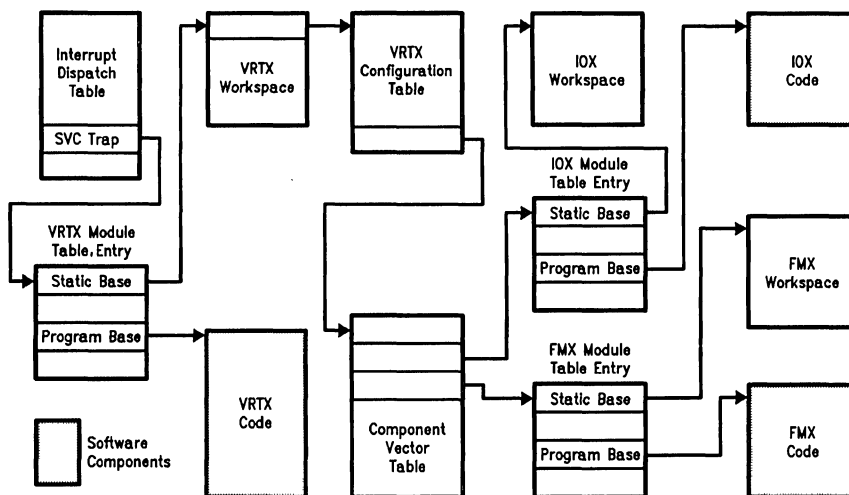 Interrupt
Dispatch
Table
SVC Trap
VRTX
Workspace
VRTX
Configuration
Table
IOX
Workspace
IOX
Code
VRTX Module
Table.Entry
Static Base
Program Base
IOX Module
Table Entry
Static Base
Program Base
FMX
Workspace
VRTX
Code
Component
Vector
Table
FMX Module
Table Entry
Static Base
Program Base
FMX
Code
Software
Components